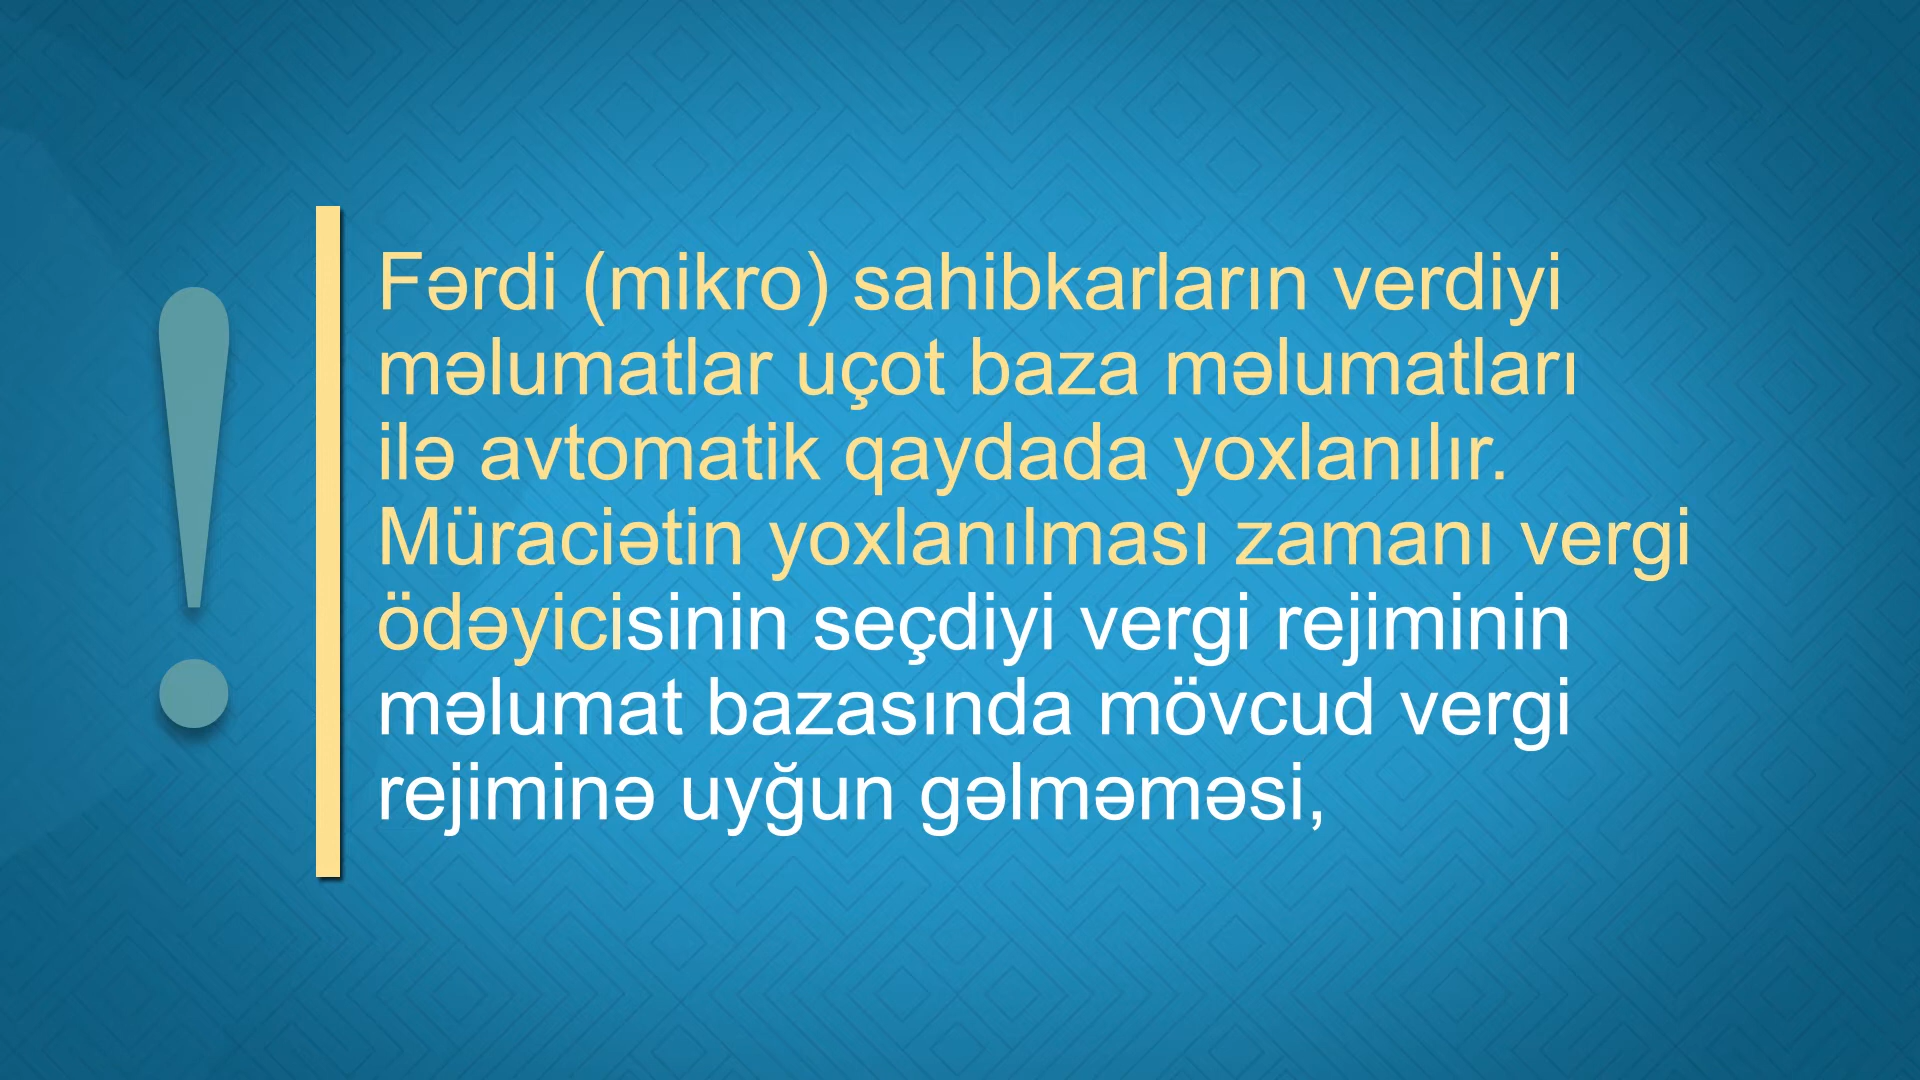 Fərdi (mikro) sahibkarların verdiyi
məlumatlar uçot baza məlumatları
ilə avtomatik qaydada yoxlanılır.
Müraciətin yoxlanılması zamanı vergi
ödəyicisinin seçdiyi vergi rejiminin
məlumat bazasında mövcud vergi
rejiminə uyğun gəlməməsi,